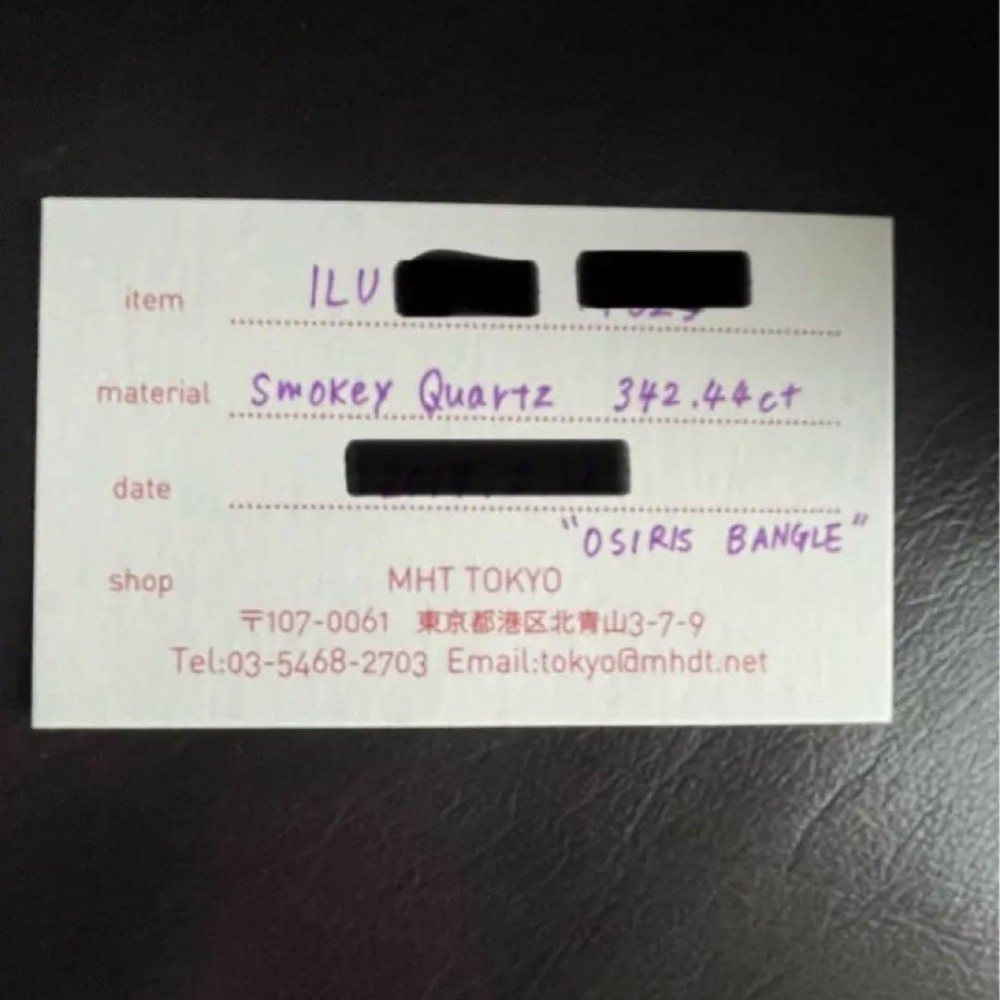 item ILU
material Smokey Quartz 342.44ct
date
"OSIRIS BANGLE"
shop MHT TOKYO
〒107-0061 東京都港区北青山3-7-9
Tel:03-5468-2703 Email:tokyo@mhdt.net